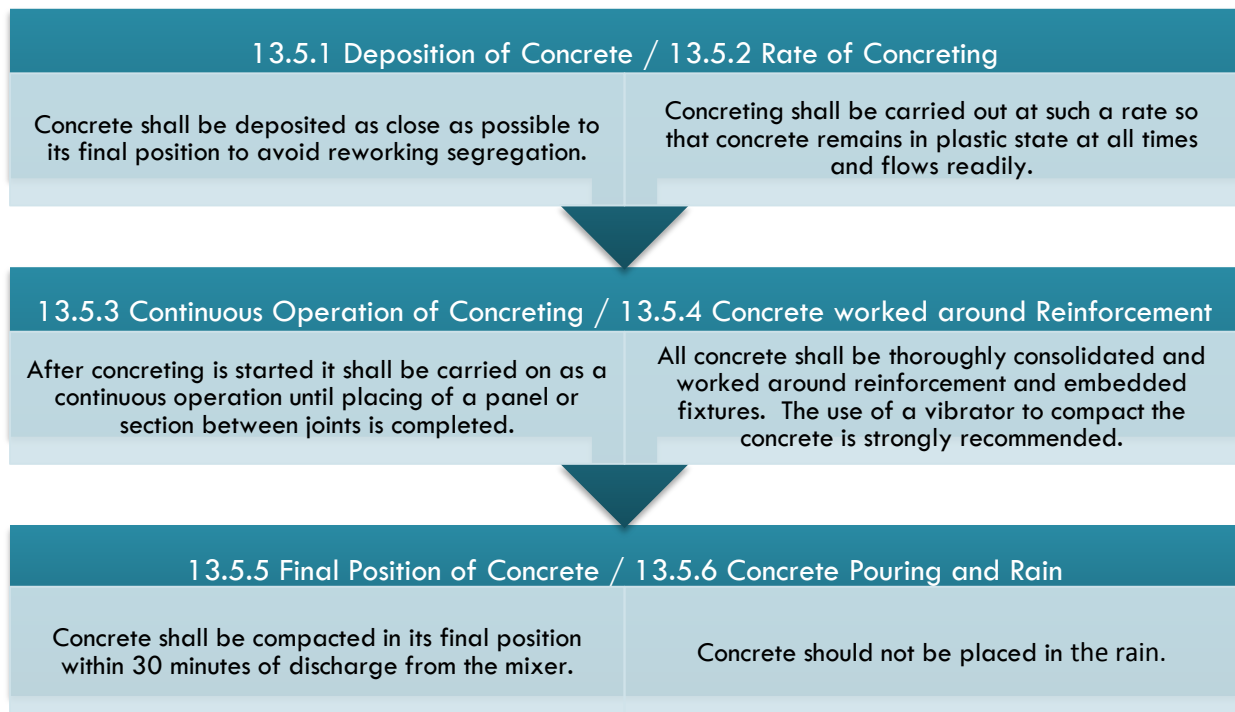 13.5.1 Deposition of Concrete / 13.5.2 Rate of Concreting
Concrete shall be deposited as close as possible to
its final position to avoid reworking segregation.
Concreting shall be carried out at such a rate so
that concrete remains in plastic state at all times
and flows readily.
13.5.3 Continuous Operation of Concreting / 13.5.4 Concrete worked around Reinforcement
After concreting is started it shall be carried on as a
continuous operation until placing of a panel or
section between joints is completed.
All concrete shall be thoroughly consolidated and
worked around reinforcement and embedded
fixtures. The use of a vibrator to compact the
concrete is strongly recommended.
13.5.5 Final Position of Concrete / 13.5.6 Concrete Pouring and Rain
Concrete shall be compacted in its final position
within 30 minutes of discharge from the mixer.
Concrete should not be placed in the rain.